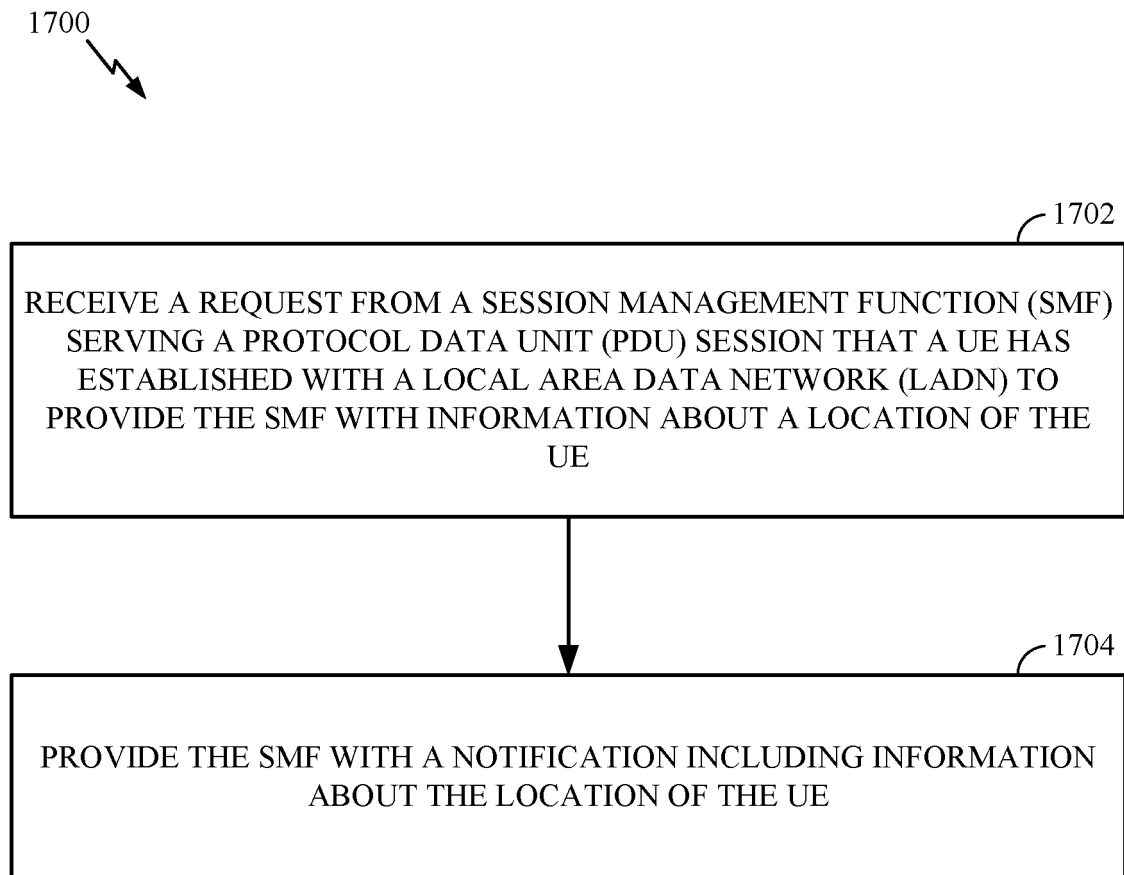 1700
1702
RECEIVE A REQUEST FROM A SESSION MANAGEMENT FUNCTION (SMF)
SERVING A PROTOCOL DATA UNIT (PDU) SESSION THAT A UE HAS
ESTABLISHED WITH A LOCAL AREA DATA NETWORK (LADN) TO
PROVIDE THE SMF WITH INFORMATION ABOUT A LOCATION OF THE
UE
1704
PROVIDE THE SMF WITH A NOTIFICATION INCLUDING INFORMATION
ABOUT THE LOCATION OF THE UE